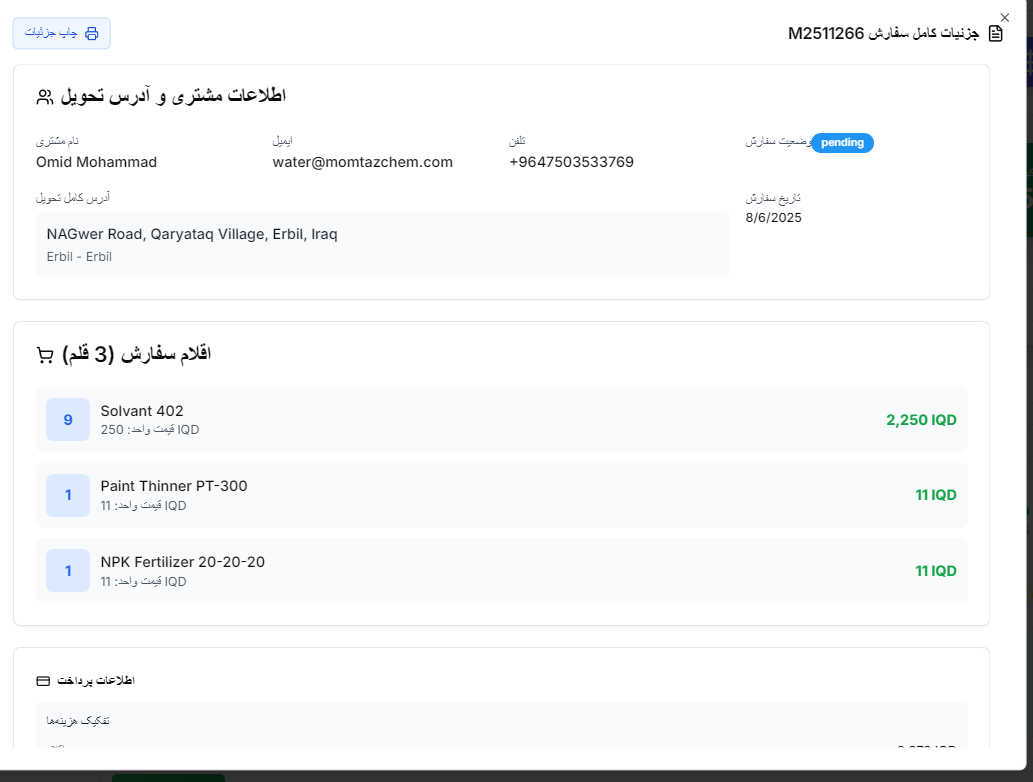 جزئیات کامل سفارش M2511266
چاپ جزئیات
اطلاعات مشتری و آدرس تحویل
نام مشتری
Omid Mohammad
ایمیل
water@momtazchem.com
تلفن
+9647503533769
وضعیت سفارش
pending
آدرس کامل تحویل
NAGwer Road, Qaryataq Village, Erbil, Iraq
Erbil - Erbil
تاریخ سفارش
8/6/2025
اقلام سفارش (3 قلم)
9
Solvant 402
قیمت واحد: 250 IQD
2,250 IQD
1
Paint Thinner PT-300
قیمت واحد: 11 IQD
11 IQD
1
NPK Fertilizer 20-20-20
قیمت واحد: 11 IQD
11 IQD
اطلاعات پرداخت
تفکیک هزینه‌ها